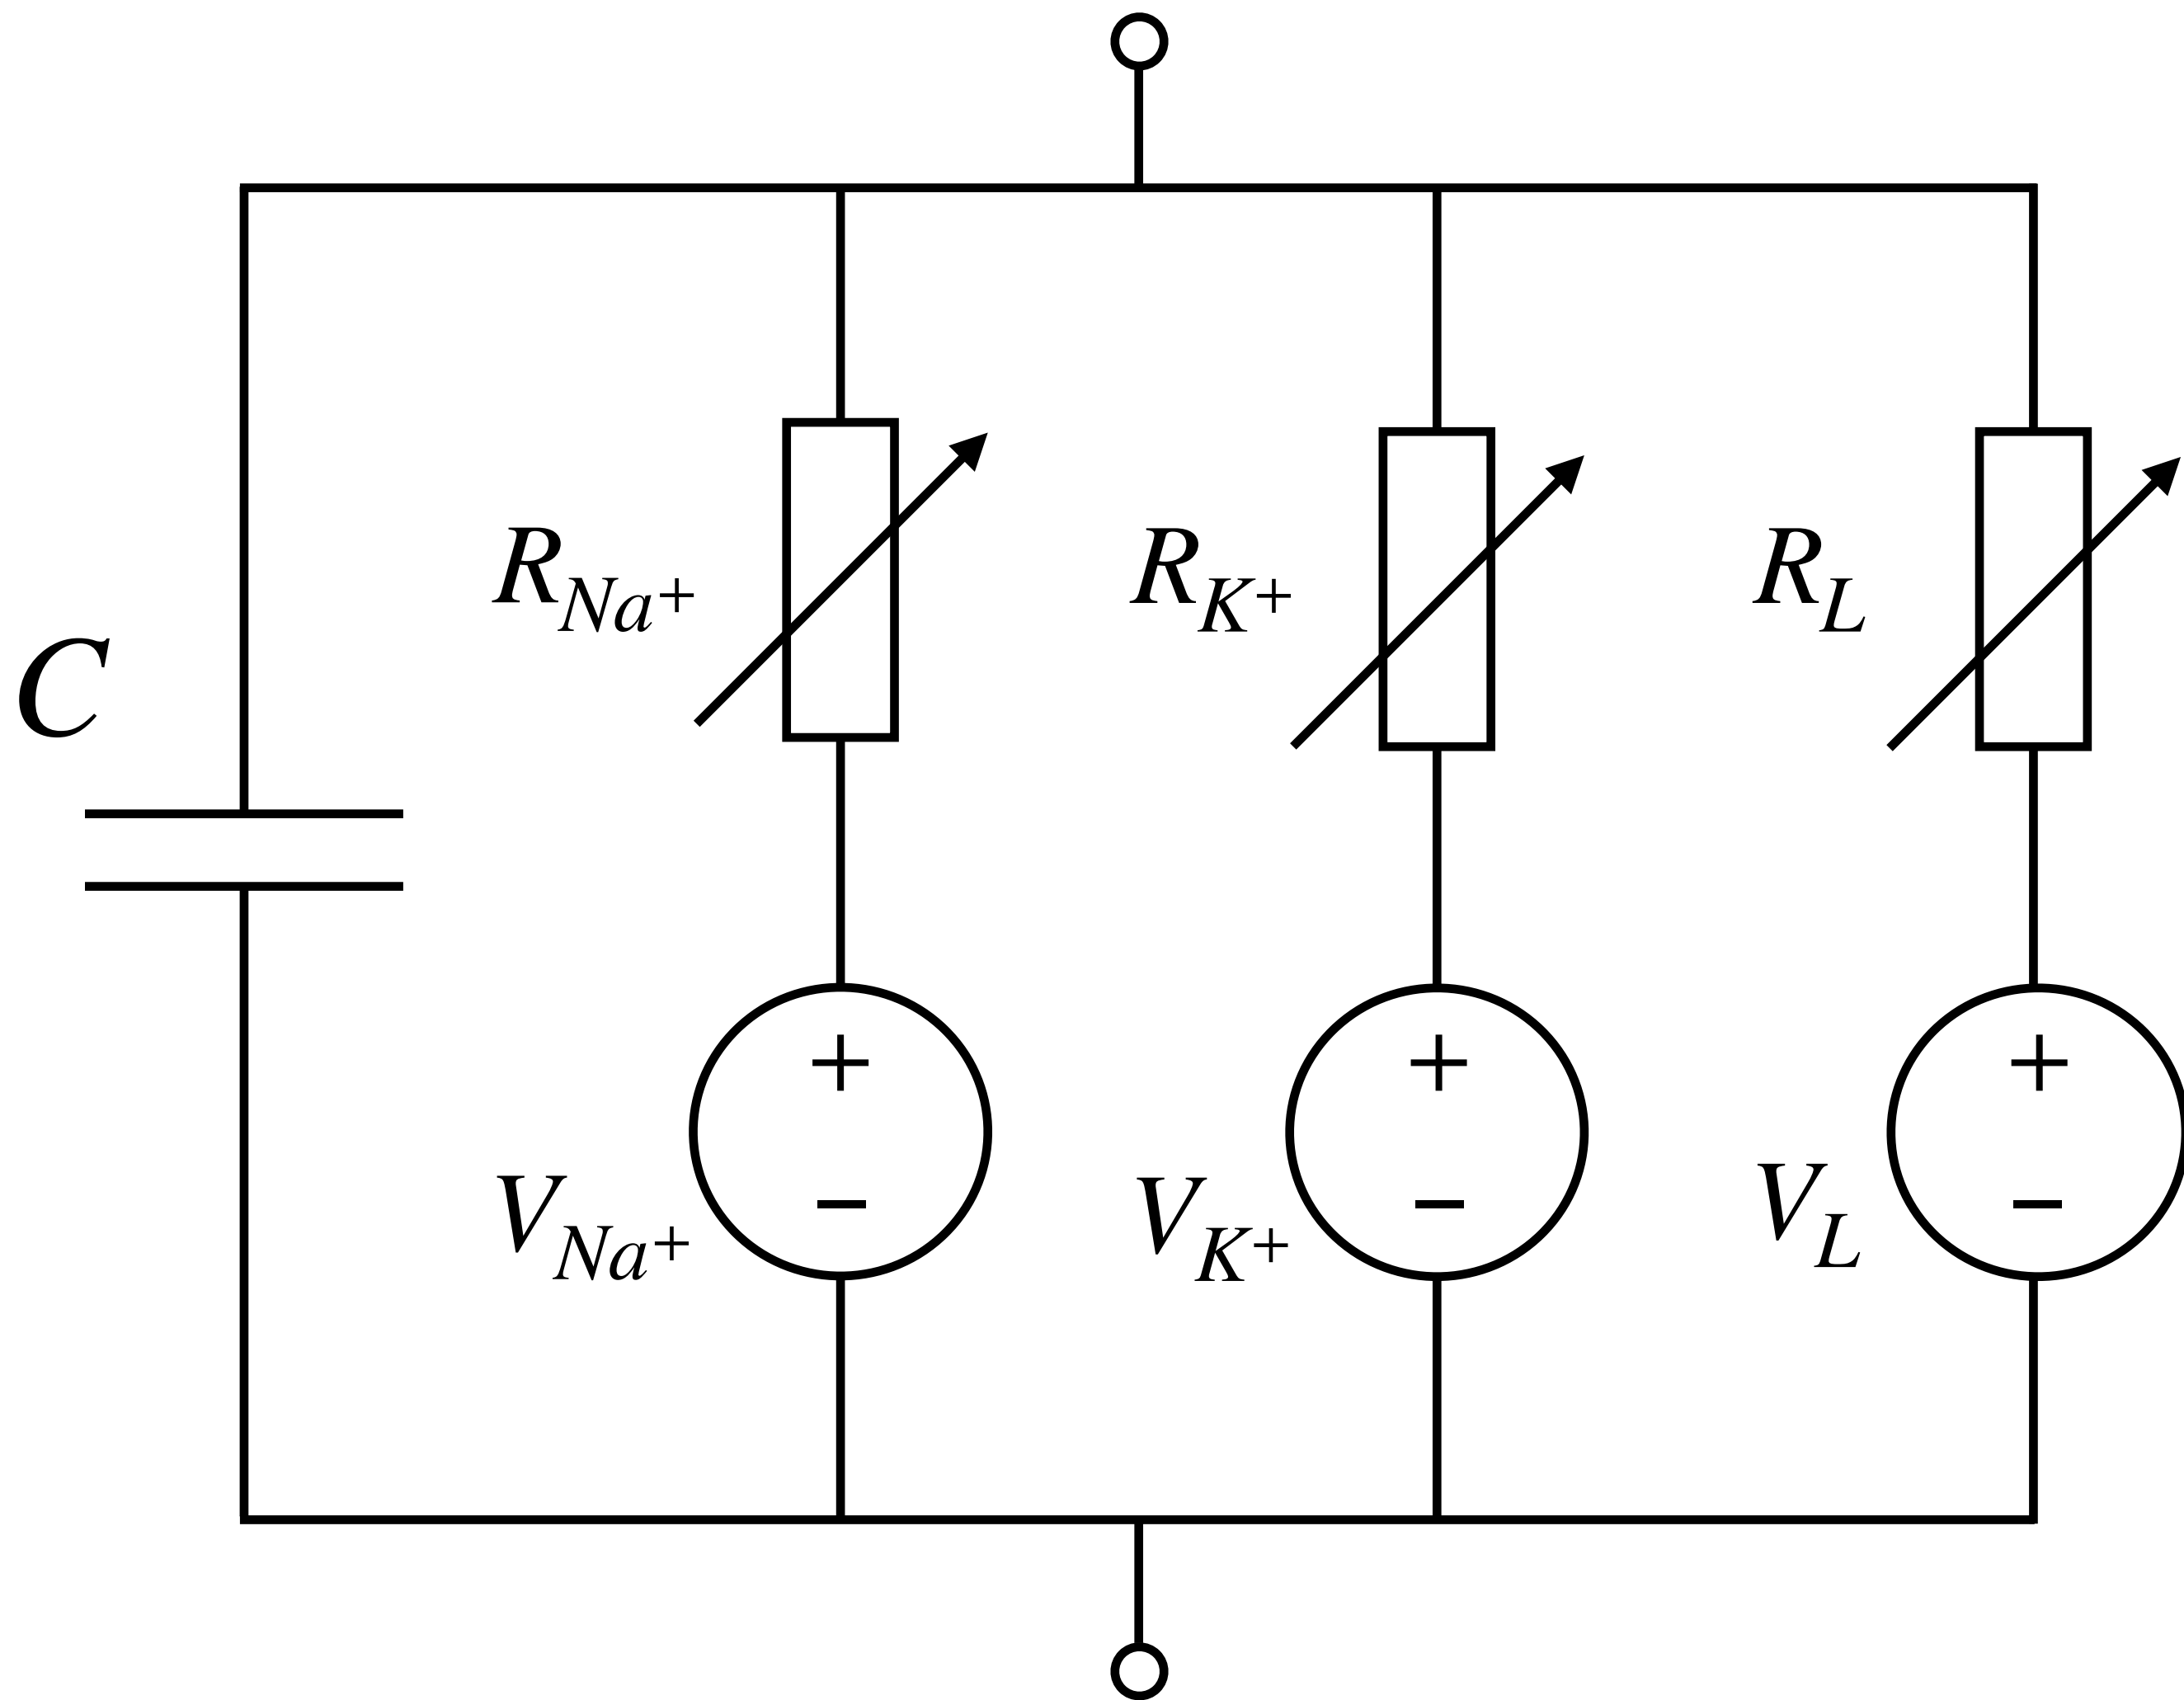 C
R_Na+
R_K+
R_L
+
+
+
−
−
−
V_Na+
V_K+
V_L